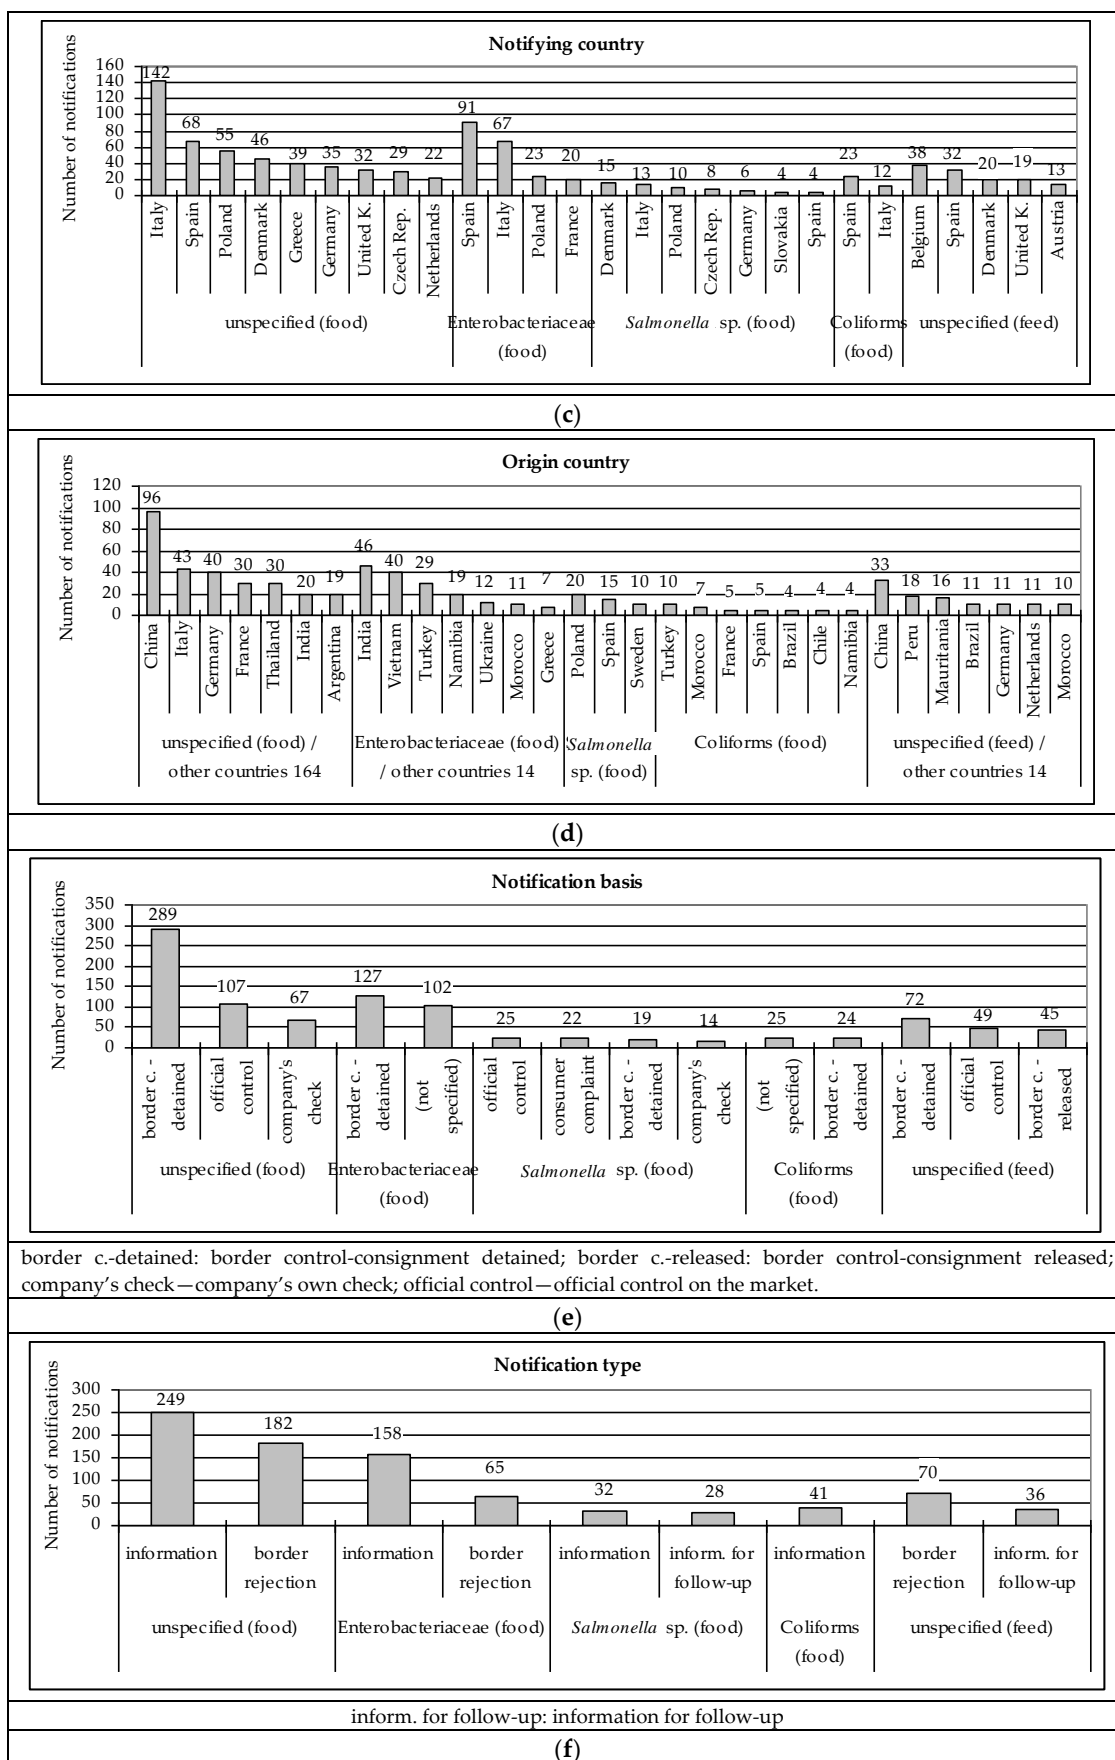 Notifying country
Number of notifications
160
140
120
100
80
60
40
20
0
142 68 55 46 39 35 32 29 22 91 67 23 20 15 13 10 8 6 4 4 23 12 38 32 20 19 13
Italy Spain Poland Denmark Greece Germany United K. Czech Rep. Netherlands Spain Italy Poland France Denmark Italy Poland Czech Rep. Germany Slovakia Spain Spain Italy Belgium Spain Denmark United K. Austria
unspecified (food) Enterobacteriaceae Salmonella sp. (food) Coliforms unspecified (feed)
(food) (food)
(c)
Origin country
Number of notifications
120
100
80
60
40
20
0
96 43 40 30 30 20 19 46 40 29 19 12 11 7 20 15 10 10 7 5 5 4 4 4 33 18 16 11 11 11 10
China Italy Germany France Thailand India Argentina India Vietnam Turkey Namibia Ukraine Morocco Greece Poland Spain Sweden Turkey Morocco France Spain Brazil Chile Namibia China Peru Mauritania Brazil Germany Netherlands Morocco
unspecified (food) / Enterobacteriaceae (food) Salmonella Coliforms (food) unspecified (feed) /
other countries 164 / other countries 14 sp. (food) other countries 14
(d)
Notification basis
Number of notifications
350
300
250
200
150
100
50
0
289 107 67 127 102 25 22 19 14 25 24 72 49 45
border c. - detained official control company's check border c. - detained (not specified) official control consumer complaint border c. - detained company's check (not specified) border c. - detained border c. - detained official control border c. - released
unspecified (food) Enterobacteriaceae Salmonella sp. (food) Coliforms unspecified (feed)
(food) (food)
border c.-detained: border control-consignment detained; border c.-released: border control-consignment released;
company's check—company's own check; official control—official control on the market.
(e)
Notification type
Number of notifications
300
250
200
150
100
50
0
249 182 158 65 32 28 41 70 36
information border information border information inform. for information border inform. for
rejection rejection follow-up rejection follow-up
unspecified (food) Enterobacteriaceae (food) Salmonella sp. (food) Coliforms unspecified (feed)
(food)
inform. for follow-up: information for follow-up
(f)